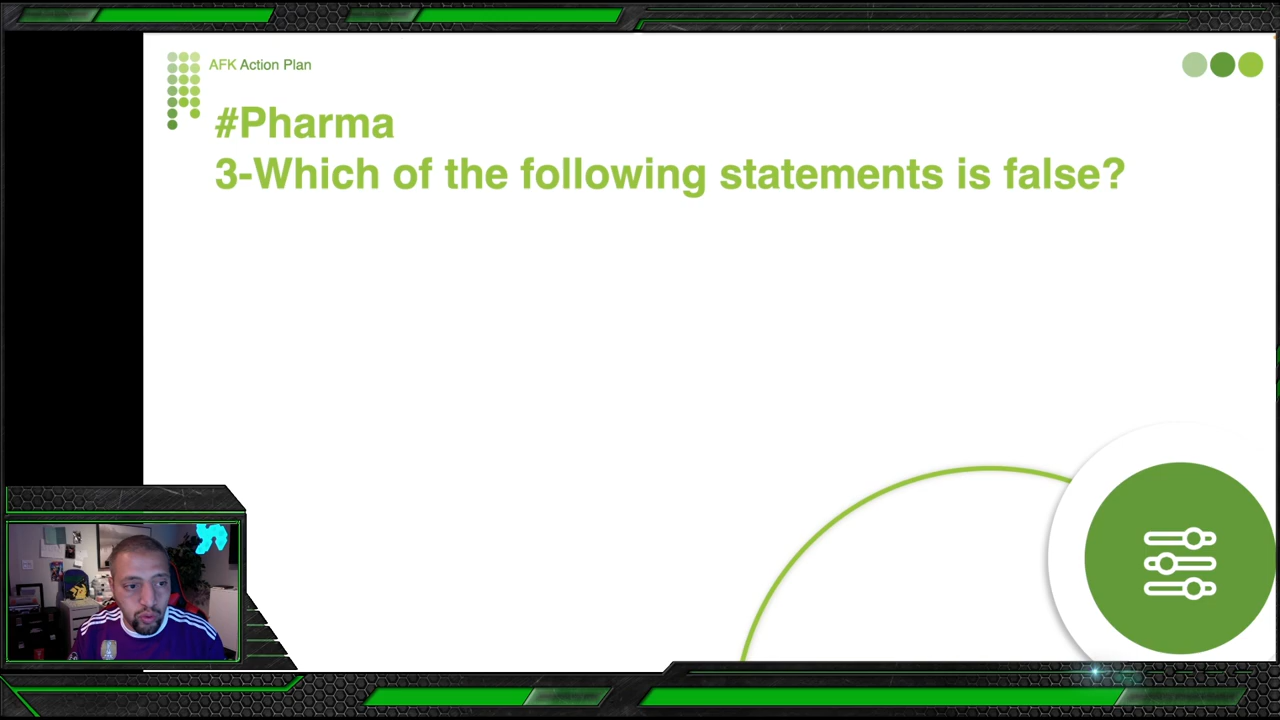 AFK Action Plan
#Pharma
3-Which of the following statements is false?